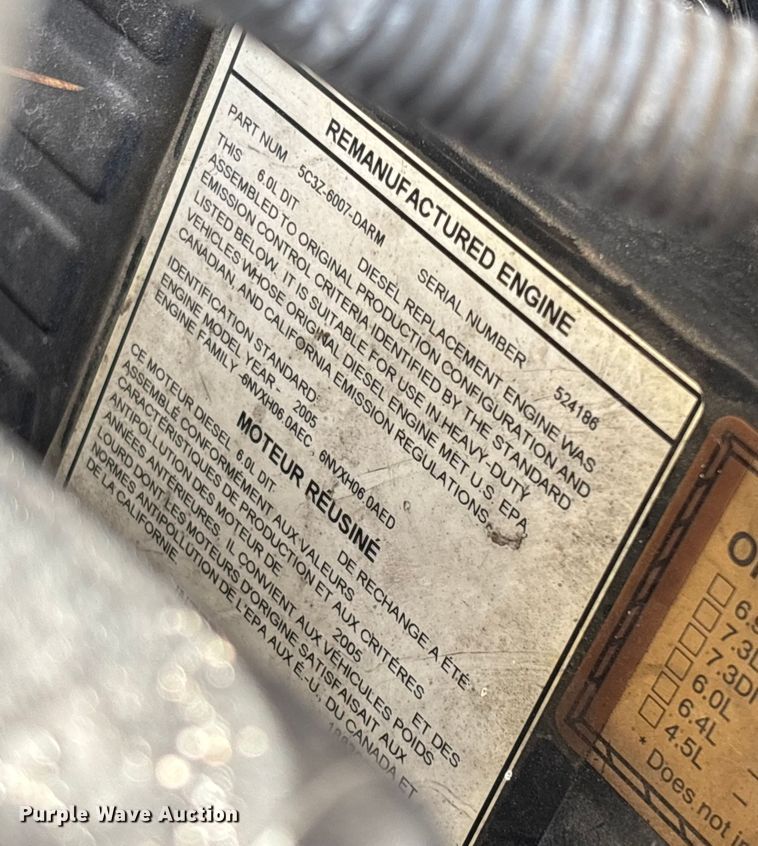 REMANUFACTURED ENGINE
PART NUM 5C3Z-6007-DARM SERIAL NUMBER 524186
THIS 6.0L DIT DIESEL REPLACEMENT ENGINE WAS
ASSEMBLED TO ORIGINAL PRODUCTION CONFIGURATION AND
EMISSION CONTROL CRITERIA IDENTIFIED BY THE STANDARD
LISTED BELOW. IT IS SUITABLE FOR USE IN HEAVY-DUTY
VEHICLES WHOSE ORIGINAL DIESEL ENGINE MET U.S. EPA,
CANADIAN, AND CALIFORNIA EMISSION REGULATIONS.
IDENTIFICATION STANDARD:
ENGINE MODEL YEAR. 2005
ENGINE FAMILY 6NVXH06.0AEC, 6NVXH06.0AED
MOTEUR RÉUSINÉ
CE MOTEUR DIESEL 6.0L DIT DE RECHANGE A ÉTÉ
ASSEMBLÉ CONFORMÉMENT AUX VALEURS
CARACTÉRISTIQUES DE PRODUCTION ET AUX CRITÈRES
ANTIPOLLUTION DES MOTEUR DE 2005 ET DES
ANNÉES ANTÉRIEURES. IL CONVIENT AUX VÉHICULES POIDS
LOURD DONT LES MOTEURS D'ORIGINE SATISFAISAIT AUX
NORMES ANTIPOLLUTION DE L'EPA AUX É.-U., DU CANADA ET
DE LA CALIFORNIE
6.0L
6.4L
4.5L
* Does not
Purple Wave Auction